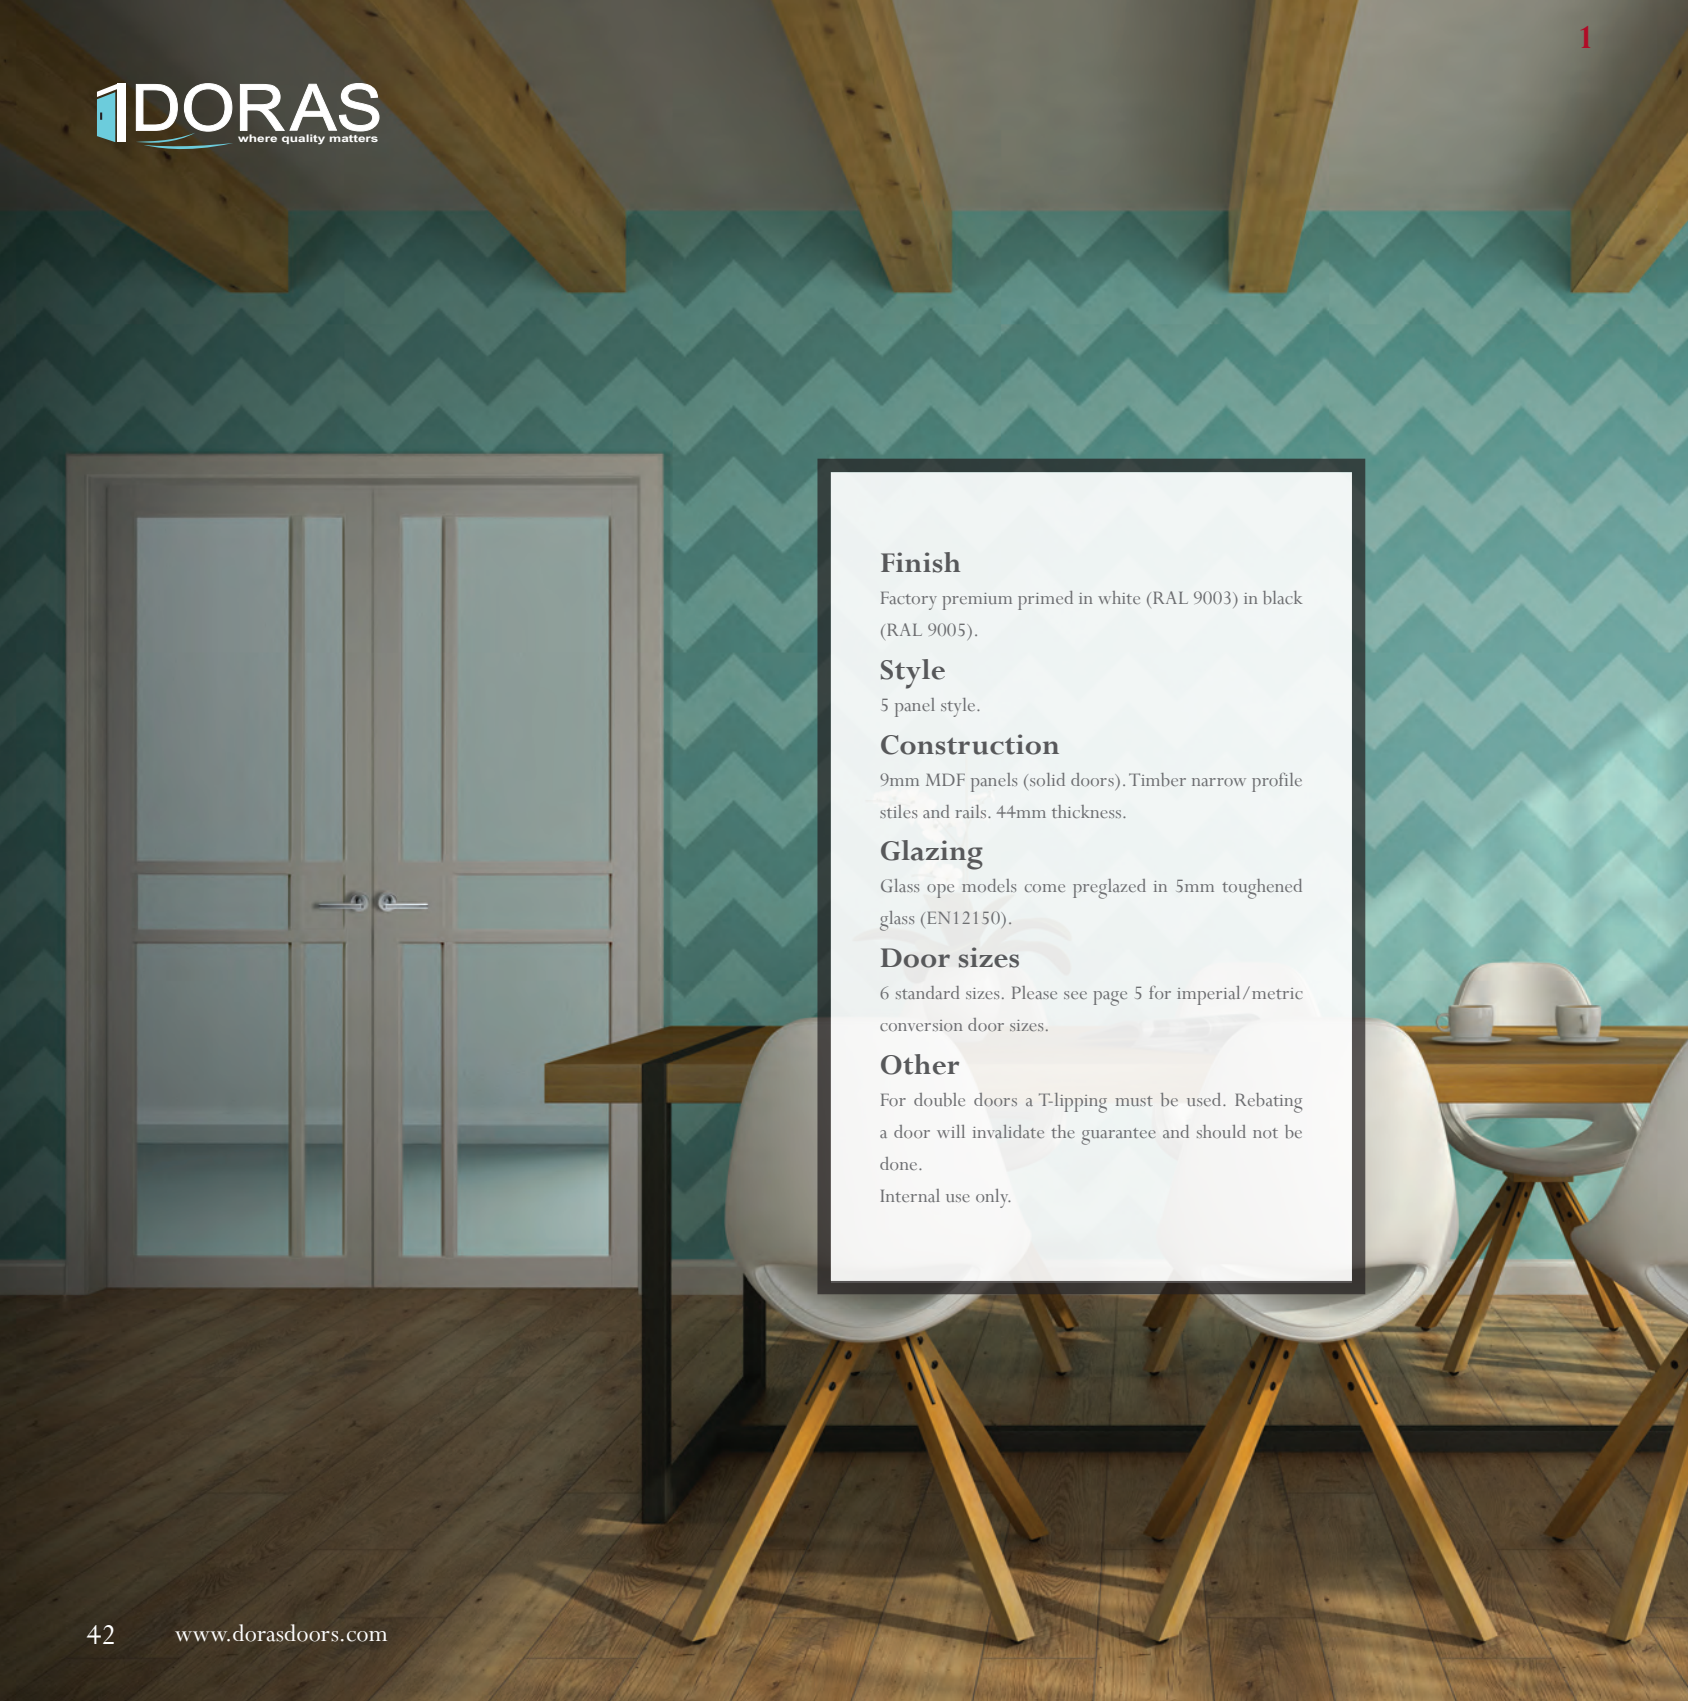 1
DORAS
where quality matters
Finish
Factory premium primed in white (RAL 9003) in black
(RAL 9005).
Style
5 panel style.
Construction
9mm MDF panels (solid doors). Timber narrow profile
stiles and rails. 44mm thickness.
Glazing
Glass ope models come preglazed in 5mm toughened
glass (EN12150).
Door sizes
6 standard sizes. Please see page 5 for imperial/metric
conversion door sizes.
Other
For double doors a T-lipping must be used. Rebating
a door will invalidate the guarantee and should not be
done.
Internal use only.
42 www.dorasdoors.com